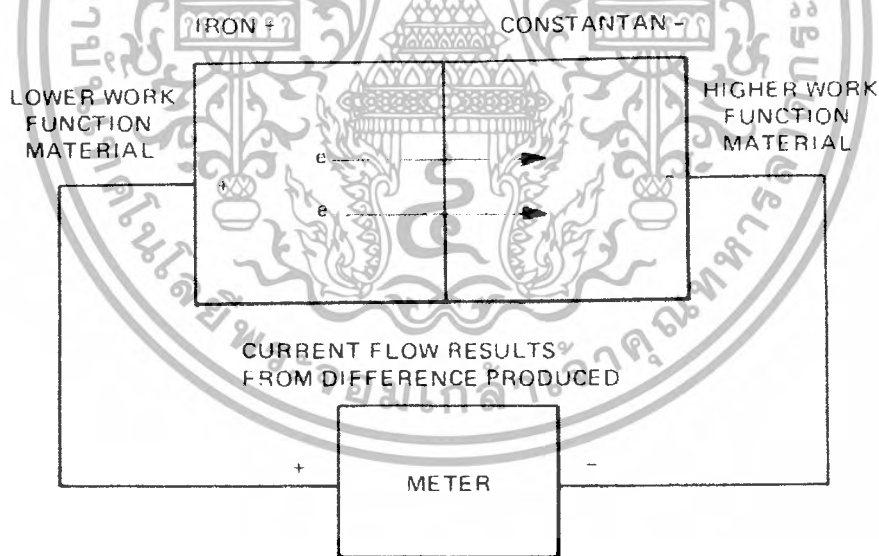 IRON +
CONSTANTAN -
LOWER WORK
FUNCTION
MATERIAL
HIGHER WORK
FUNCTION
MATERIAL
e
+
-
e
CURRENT FLOW RESULTS
FROM DIFFERENCE PRODUCED
+
METER
-